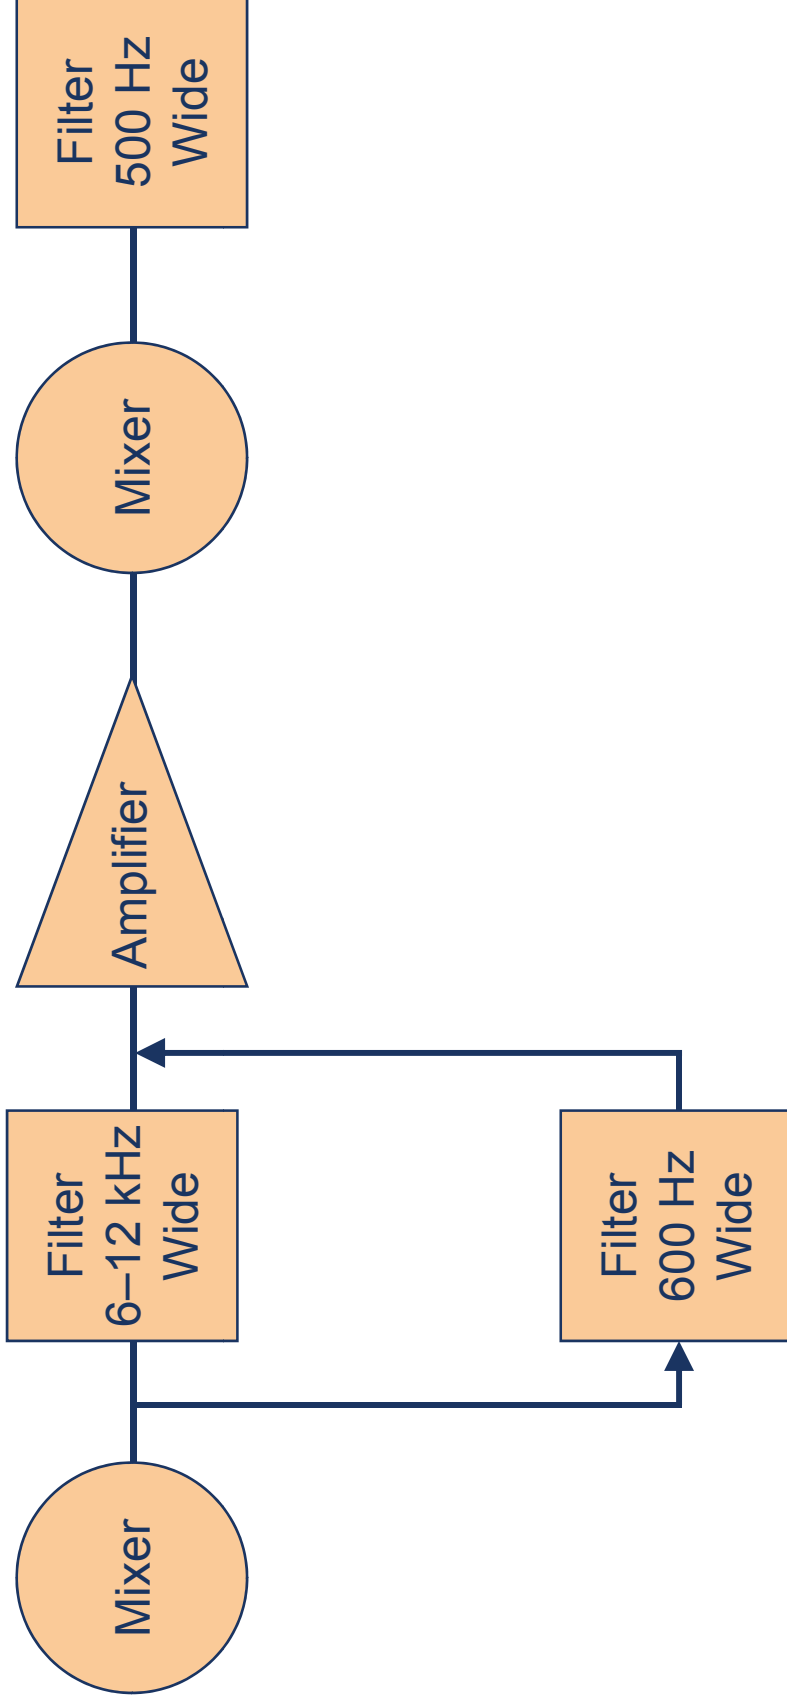 Mixer
Filter
6–12 kHz
Wide
Filter
600 Hz
Wide
Amplifier
Mixer
Filter
500 Hz
Wide